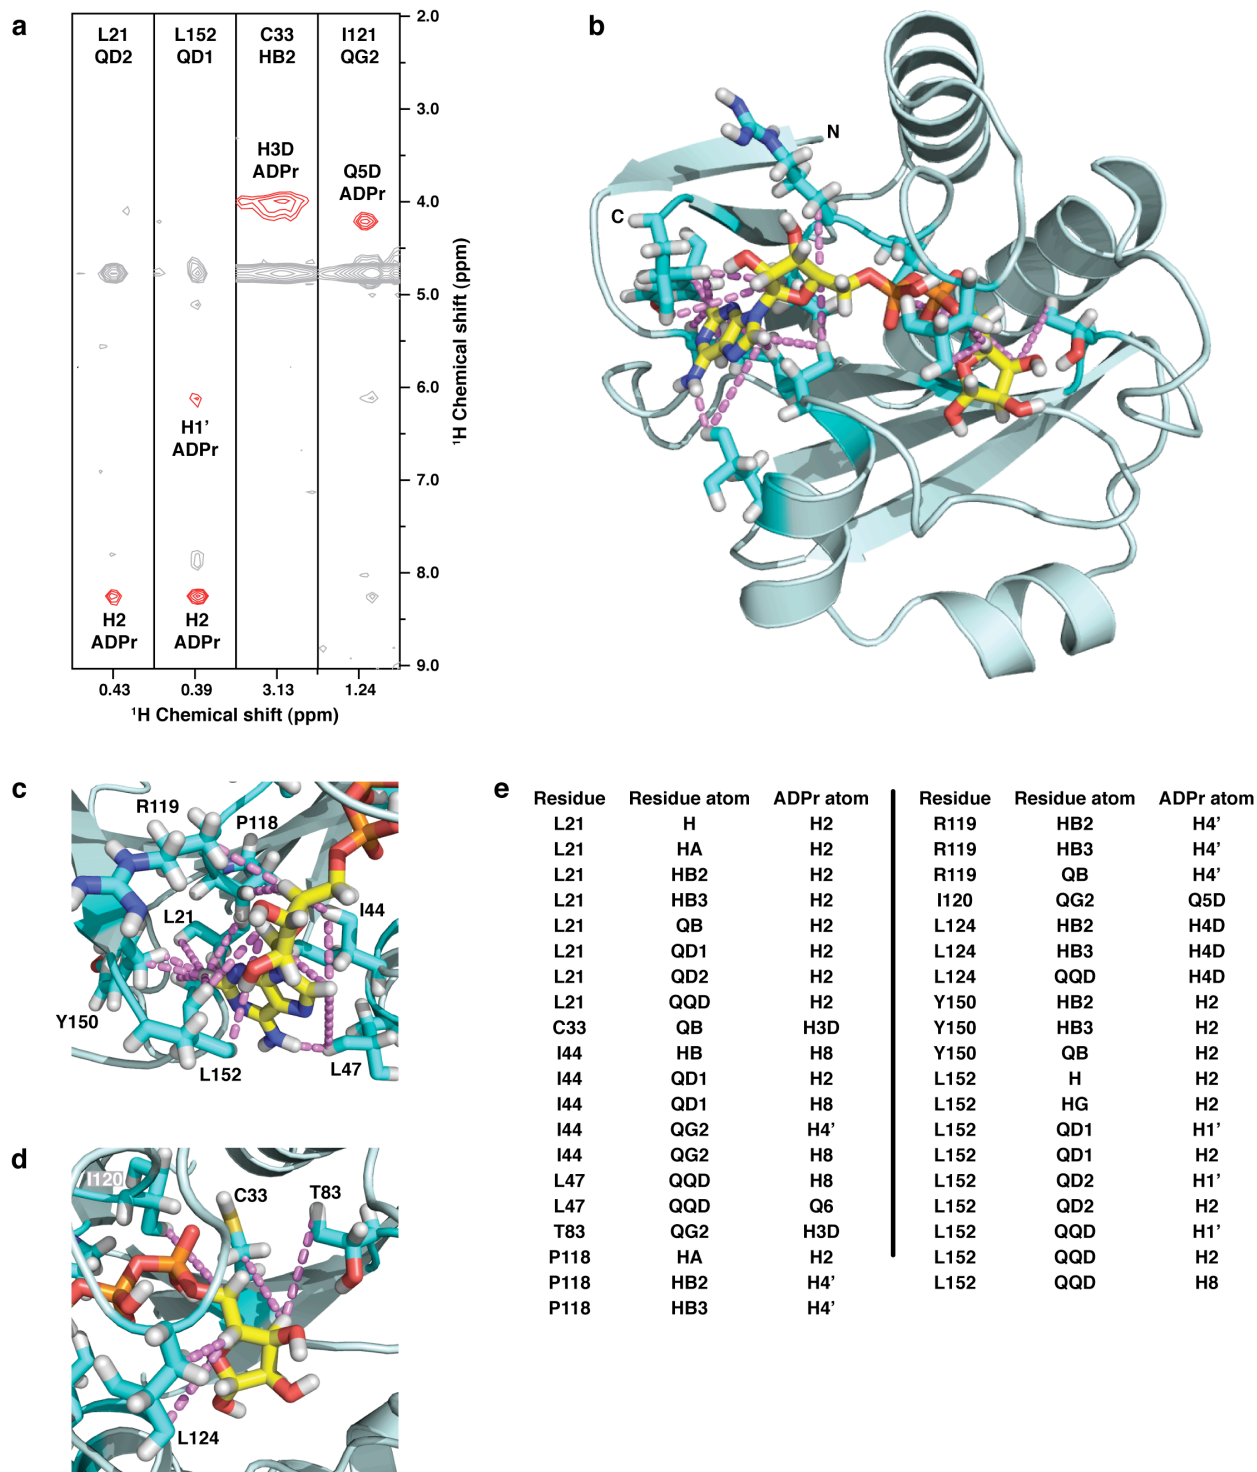 a
L21 L152 C33 I121
QD2 QD1 HB2 QG2
2.0
3.0
H3D
ADPr
Q5D
ADPr
4.0
5.0
6.0
H1’
ADPr
7.0
8.0
H2
ADPr
H2
ADPr
9.0
¹H Chemical shift (ppm)
0.43 0.39 3.13 1.24
¹H Chemical shift (ppm)
b
N
C
c
R119
P118
L21
I44
Y150
L152
L47
d
I120
C33
T83
L124
e
Residue Residue atom ADPr atom
L21 H H2
L21 HA H2
L21 HB2 H2
L21 HB3 H2
L21 QB H2
L21 QD1 H2
L21 QD2 H2
L21 QQD H2
C33 QB H3D
I44 HB H8
I44 QD1 H2
I44 QD1 H8
I44 QG2 H4’
I44 QG2 H8
L47 QQD H8
L47 QQD Q6
T83 QG2 H3D
P118 HA H2
P118 HB2 H4’
P118 HB3 H4’
Residue Residue atom ADPr atom
R119 HB2 H4’
R119 HB3 H4’
R119 QB H4’
I120 QG2 Q5D
L124 HB2 H4D
L124 HB3 H4D
L124 QQD H4D
Y150 HB2 H2
Y150 HB3 H2
Y150 QB H2
L152 H H2
L152 HG H2
L152 QD1 H1’
L152 QD1 H2
L152 QD2 H1’
L152 QD2 H2
L152 QQD H1’
L152 QQD H2
L152 QQD H8